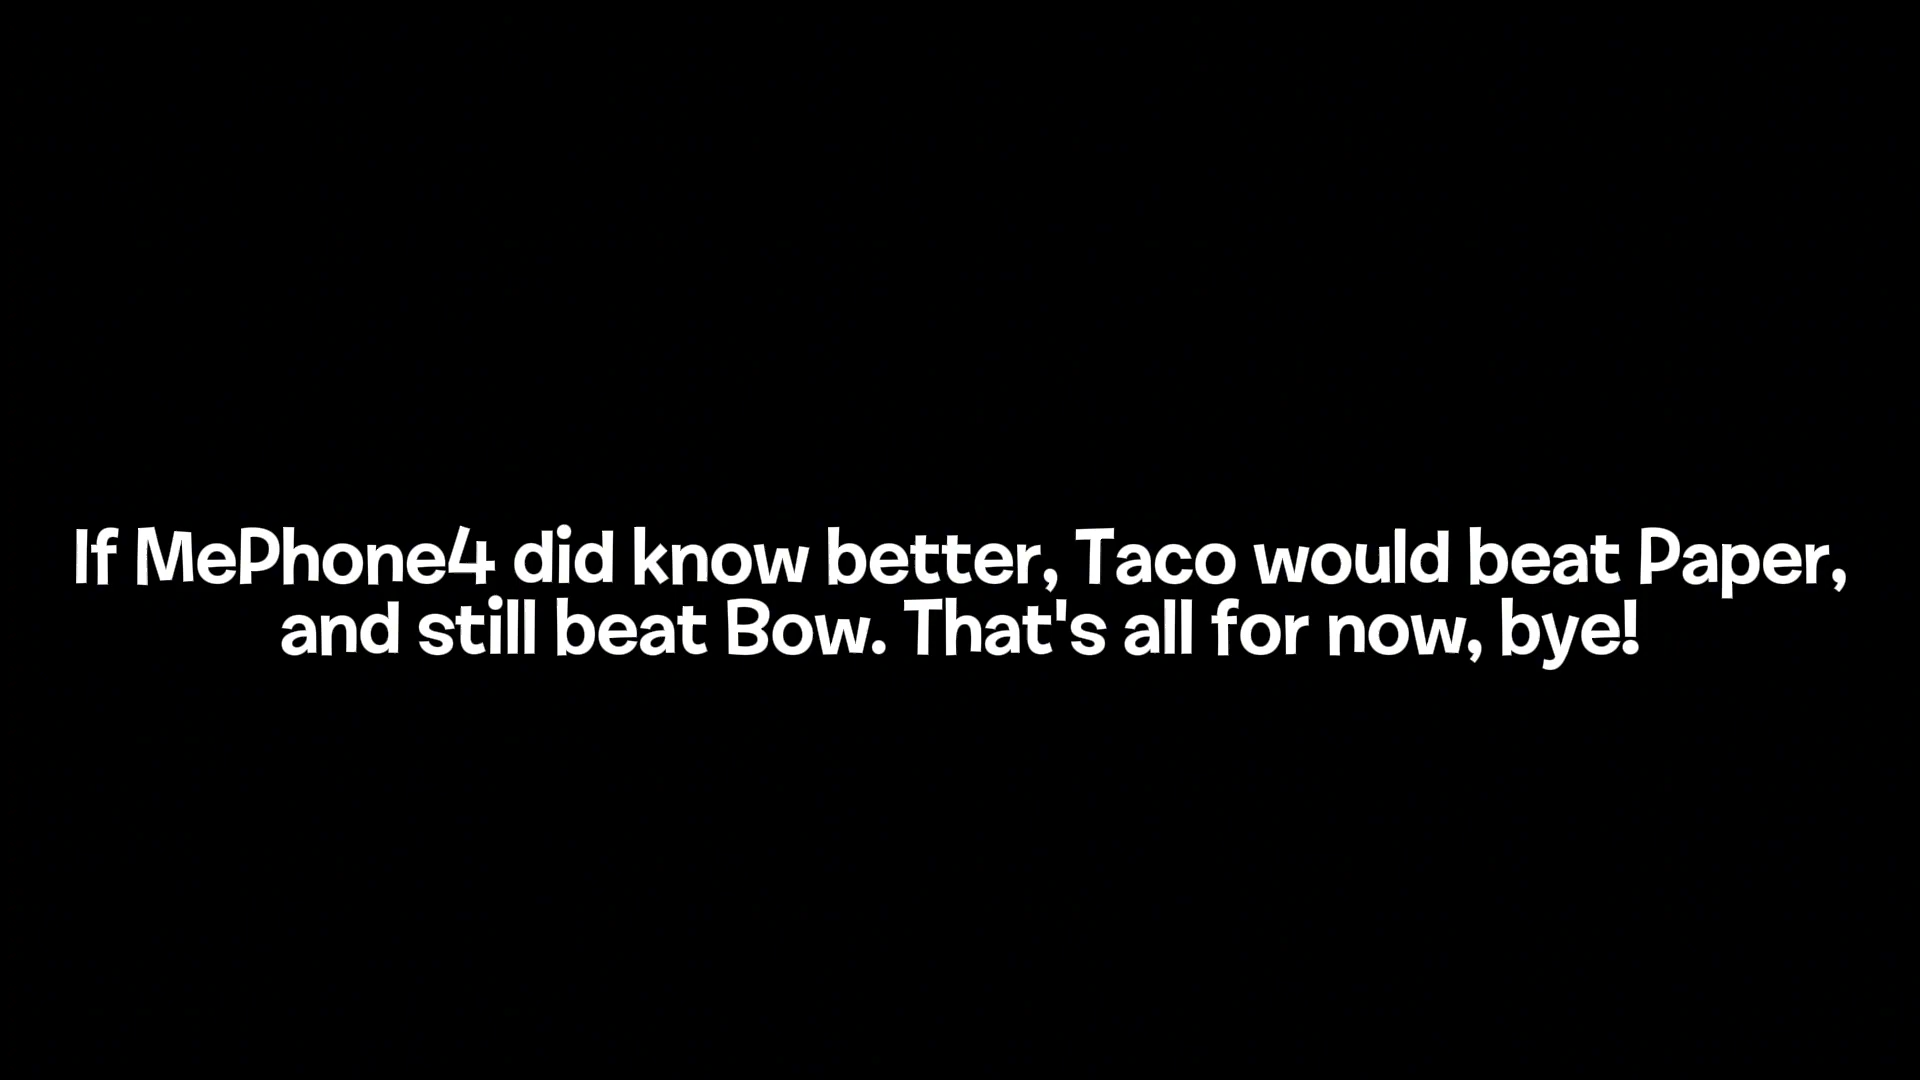 If MePhone4 did know better, Taco would beat Paper,
and still beat Bow. That's all for now, bye!